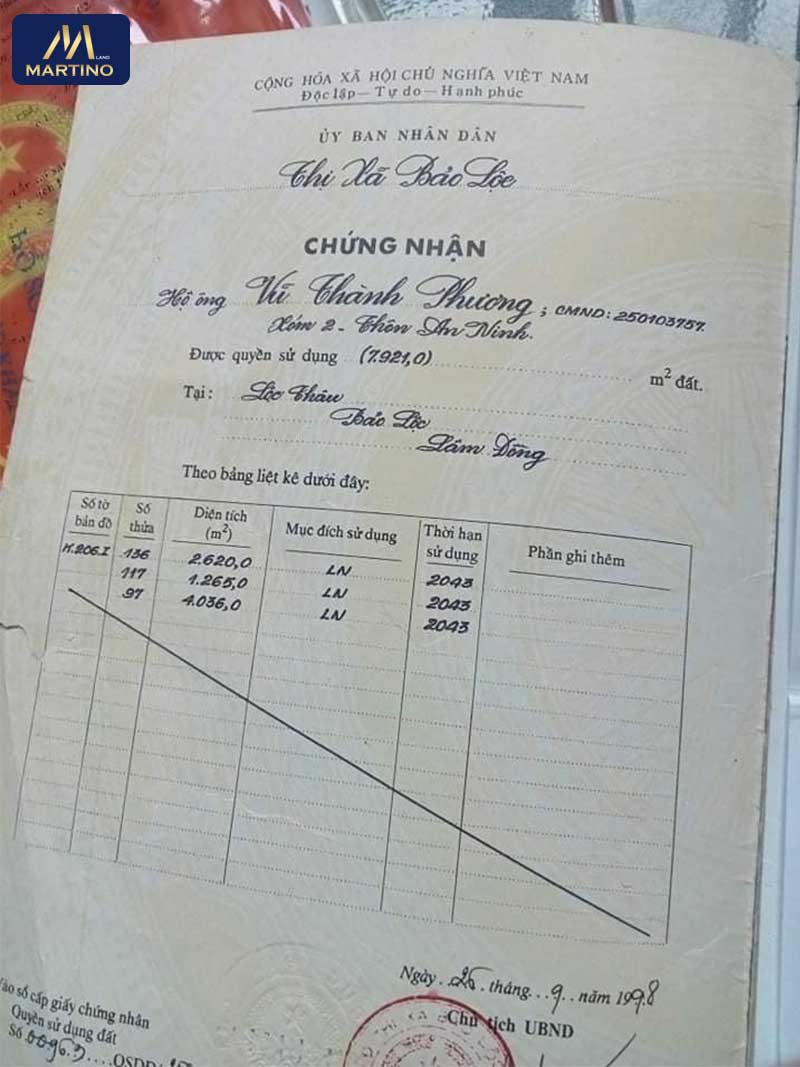 MARTINO
LAND
CỘNG HÒA XÃ HỘI CHỦ NGHĨA VIỆT NAM
Độc lập — Tự do — Hạnh phúc
ỦY BAN NHÂN DÂN
Thị Xã Bảo Lộc
CHỨNG NHẬN
Hộ ông Vũ Thành Phương ; CMND: 250103757.
Xóm 2 - Thôn An Ninh.
Được quyền sử dụng (7.921,0) m² đất.
Tại : Lộc Châu
Bảo Lộc
Lâm Đồng
Theo bảng liệt kê dưới đây:
Số tờ bản đồ Số thửa Diện tích (m²) Mục đích sử dụng Thời hạn sử dụng Phần ghi thêm
H.206.I 136 2.620,0 LN 2043
117 1.265,0 LN 2043
97 4.036,0 LN 2043
Ngày 26 tháng 9 năm 1998
Chủ tịch UBND
Vào sổ cấp giấy chứng nhân
Quyền sử dụng đất
Số 00963 QSDĐ